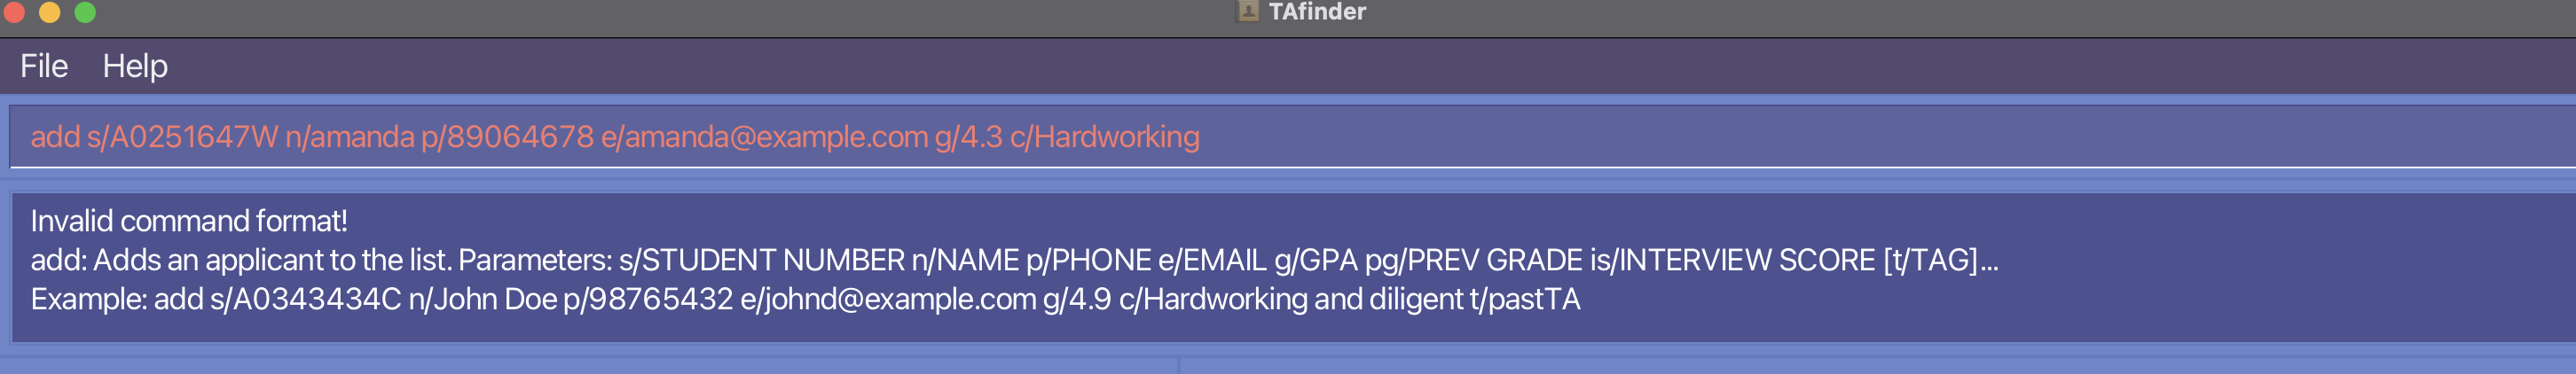 TAfinder
File Help
add s/A0251647W n/amanda p/89064678 e/amanda@example.com g/4.3 c/Hardworking
Invalid command format!
add: Adds an applicant to the list. Parameters: s/STUDENT NUMBER n/NAME p/PHONE e/EMAIL g/GPA pg/PREV GRADE is/INTERVIEW SCORE [t/TAG]...
Example: add s/A0343434C n/John Doe p/98765432 e/johnd@example.com g/4.9 c/Hardworking and diligent t/pastTA